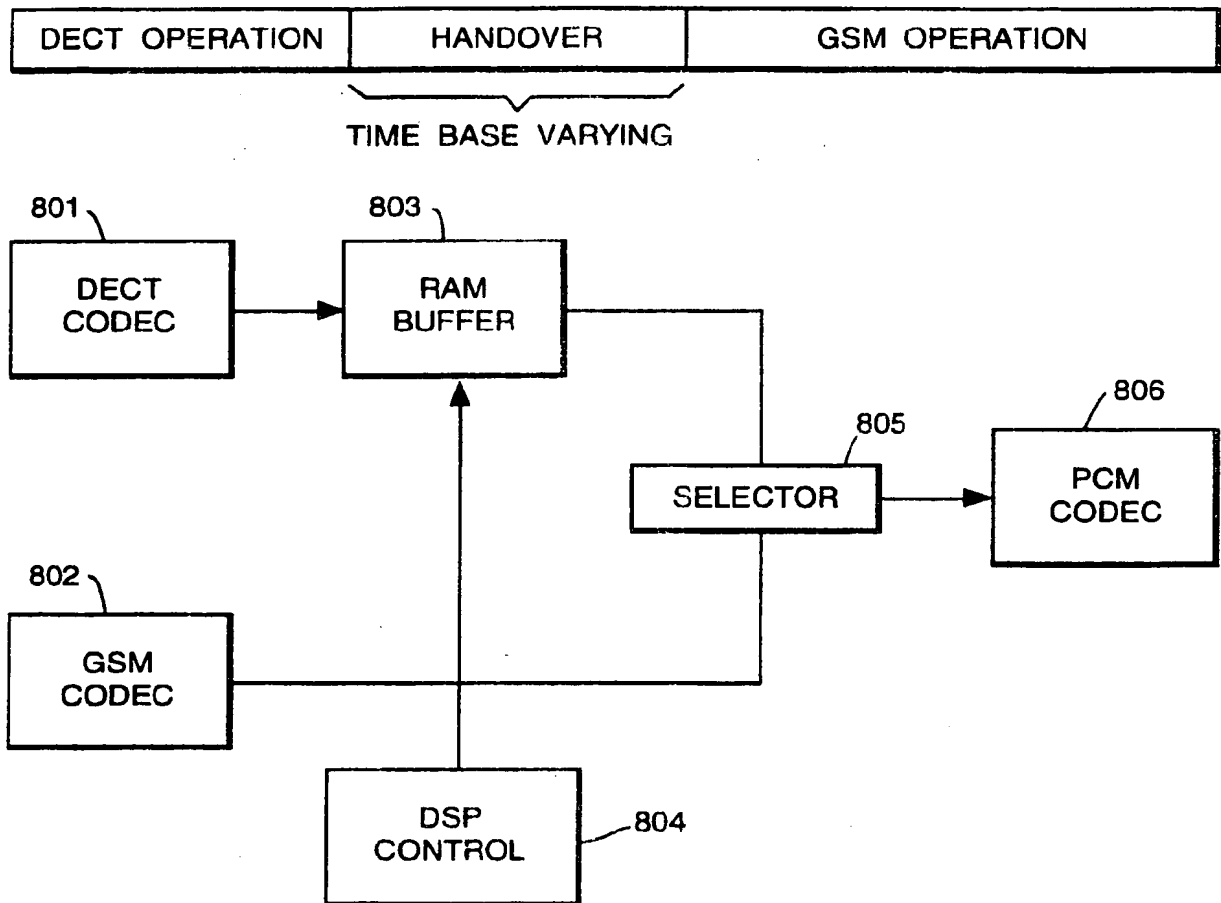 DECT OPERATION HANDOVER GSM OPERATION
TIME BASE VARYING
801
803
DECT
CODEC
RAM
BUFFER
805
806
SELECTOR
PCM
CODEC
802
GSM
CODEC
DSP
CONTROL
804